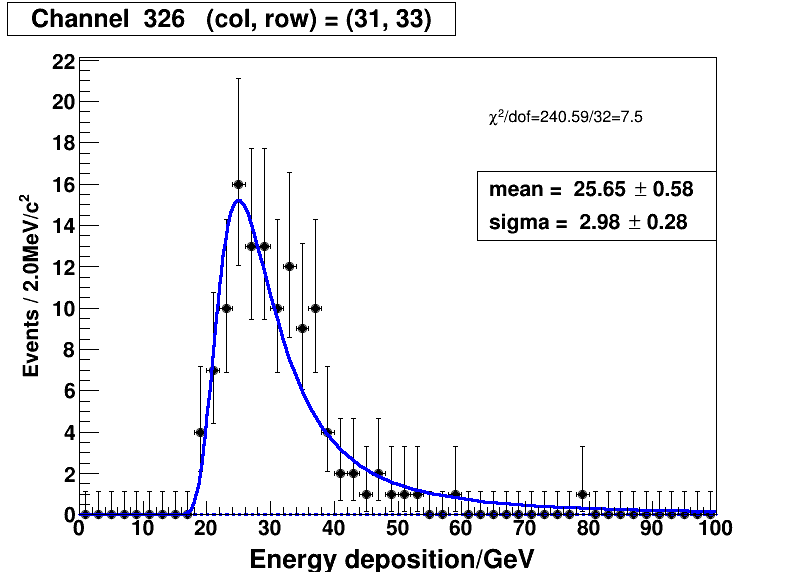 Channel 326 (col, row) = (31, 33)
22
20
18
16
14
12
10
8
6
4
2
0
Events / 2.0MeV/c²
χ²/dof=240.59/32=7.5
mean = 25.65 ± 0.58
sigma = 2.98 ± 0.28
0 10 20 30 40 50 60 70 80 90 100
Energy deposition/GeV